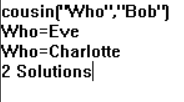 cousin("Who","Bob")
Who=Eve
Who=Charlotte
2 Solutions